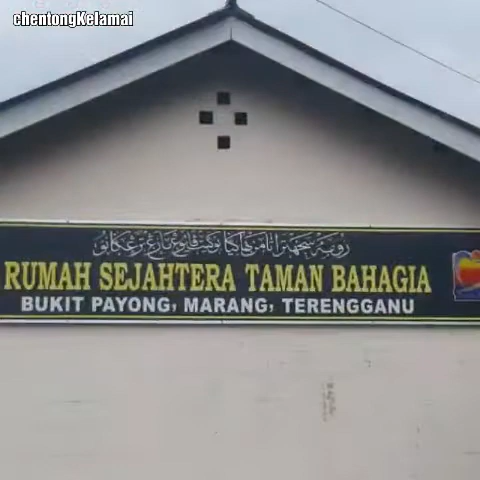 chentongKelamai
RUMAH SEJAHTERA TAMAN BAHAGIA
BUKIT PAYONG, MARANG, TERENGGANU